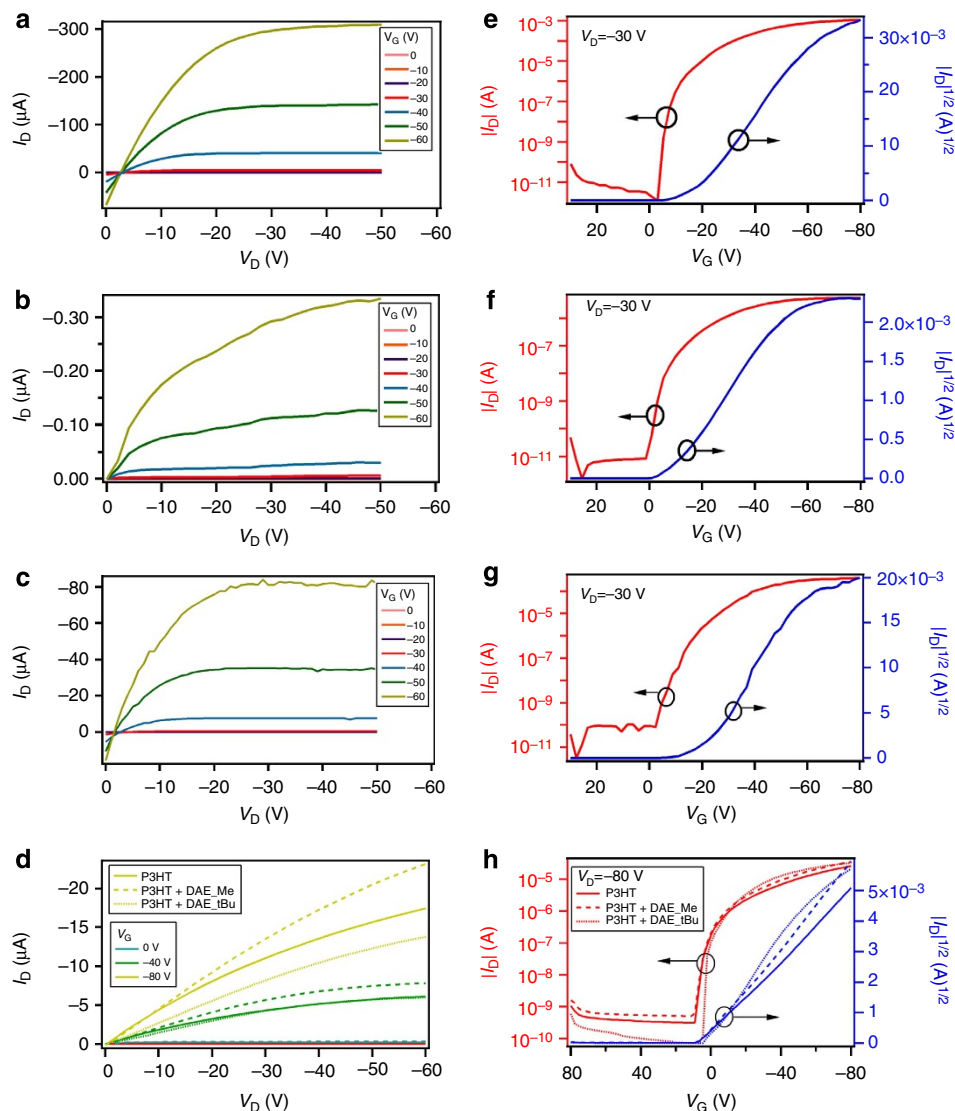 a
I_D (µA)
–300
–200
–100
0
0 –10 –20 –30 –40 –50 –60
V_D (V)
V_G (V)
0
–10
–20
–30
–40
–50
–60
e
|I_D| (A)
10⁻³
10⁻⁵
10⁻⁷
10⁻⁹
10⁻¹¹
V_D=–30 V
20 0 –20 –40 –60 –80
V_G (V)
30×10⁻³
20
10
0
|I_D|^1/2 (A)^1/2
b
I_D (µA)
–0.30
–0.20
–0.10
0.00
0 –10 –20 –30 –40 –50 –60
V_D (V)
V_G (V)
0
–10
–20
–30
–40
–50
–60
f
|I_D| (A)
10⁻⁷
10⁻⁹
10⁻¹¹
V_D=–30 V
20 0 –20 –40 –60 –80
V_G (V)
2.0×10⁻³
1.5
1.0
0.5
0.0
|I_D|^1/2 (A)^1/2
c
I_D (µA)
–80
–60
–40
–20
0
0 –10 –20 –30 –40 –50 –60
V_D (V)
V_G (V)
0
–10
–20
–30
–40
–50
–60
g
|I_D| (A)
10⁻⁵
10⁻⁷
10⁻⁹
10⁻¹¹
V_D=–30 V
20 0 –20 –40 –60 –80
V_G (V)
20×10⁻³
15
10
5
0
|I_D|^1/2 (A)^1/2
d
I_D (µA)
–20
–15
–10
–5
0
P3HT
P3HT + DAE_Me
P3HT + DAE_tBu
V_G
0 V
–40 V
–80 V
0 –10 –20 –30 –40 –50 –60
V_D (V)
h
|I_D| (A)
10⁻⁵
10⁻⁶
10⁻⁷
10⁻⁸
10⁻⁹
10⁻¹⁰
V_D=–80 V
P3HT
P3HT + DAE_Me
P3HT + DAE_tBu
80 40 0 –40 –80
V_G (V)
5×10⁻³
4
3
2
1
0
|I_D|^1/2 (A)^1/2